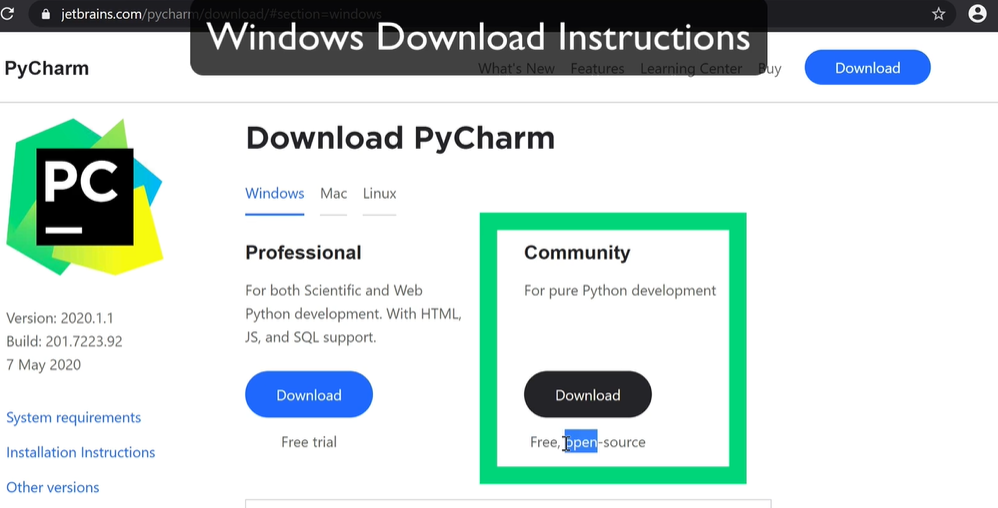 jetbrains.com/pycharm/download/#section=windows
Windows Download Instructions
PyCharm
What's New Features Learning Center Buy
Download
PC
Download PyCharm
Windows Mac Linux
Professional
For both Scientific and Web
Python development. With HTML,
JS, and SQL support.
Download
Free trial
Community
For pure Python development
Download
Free, open-source
Version: 2020.1.1
Build: 201.7223.92
7 May 2020
System requirements
Installation Instructions
Other versions